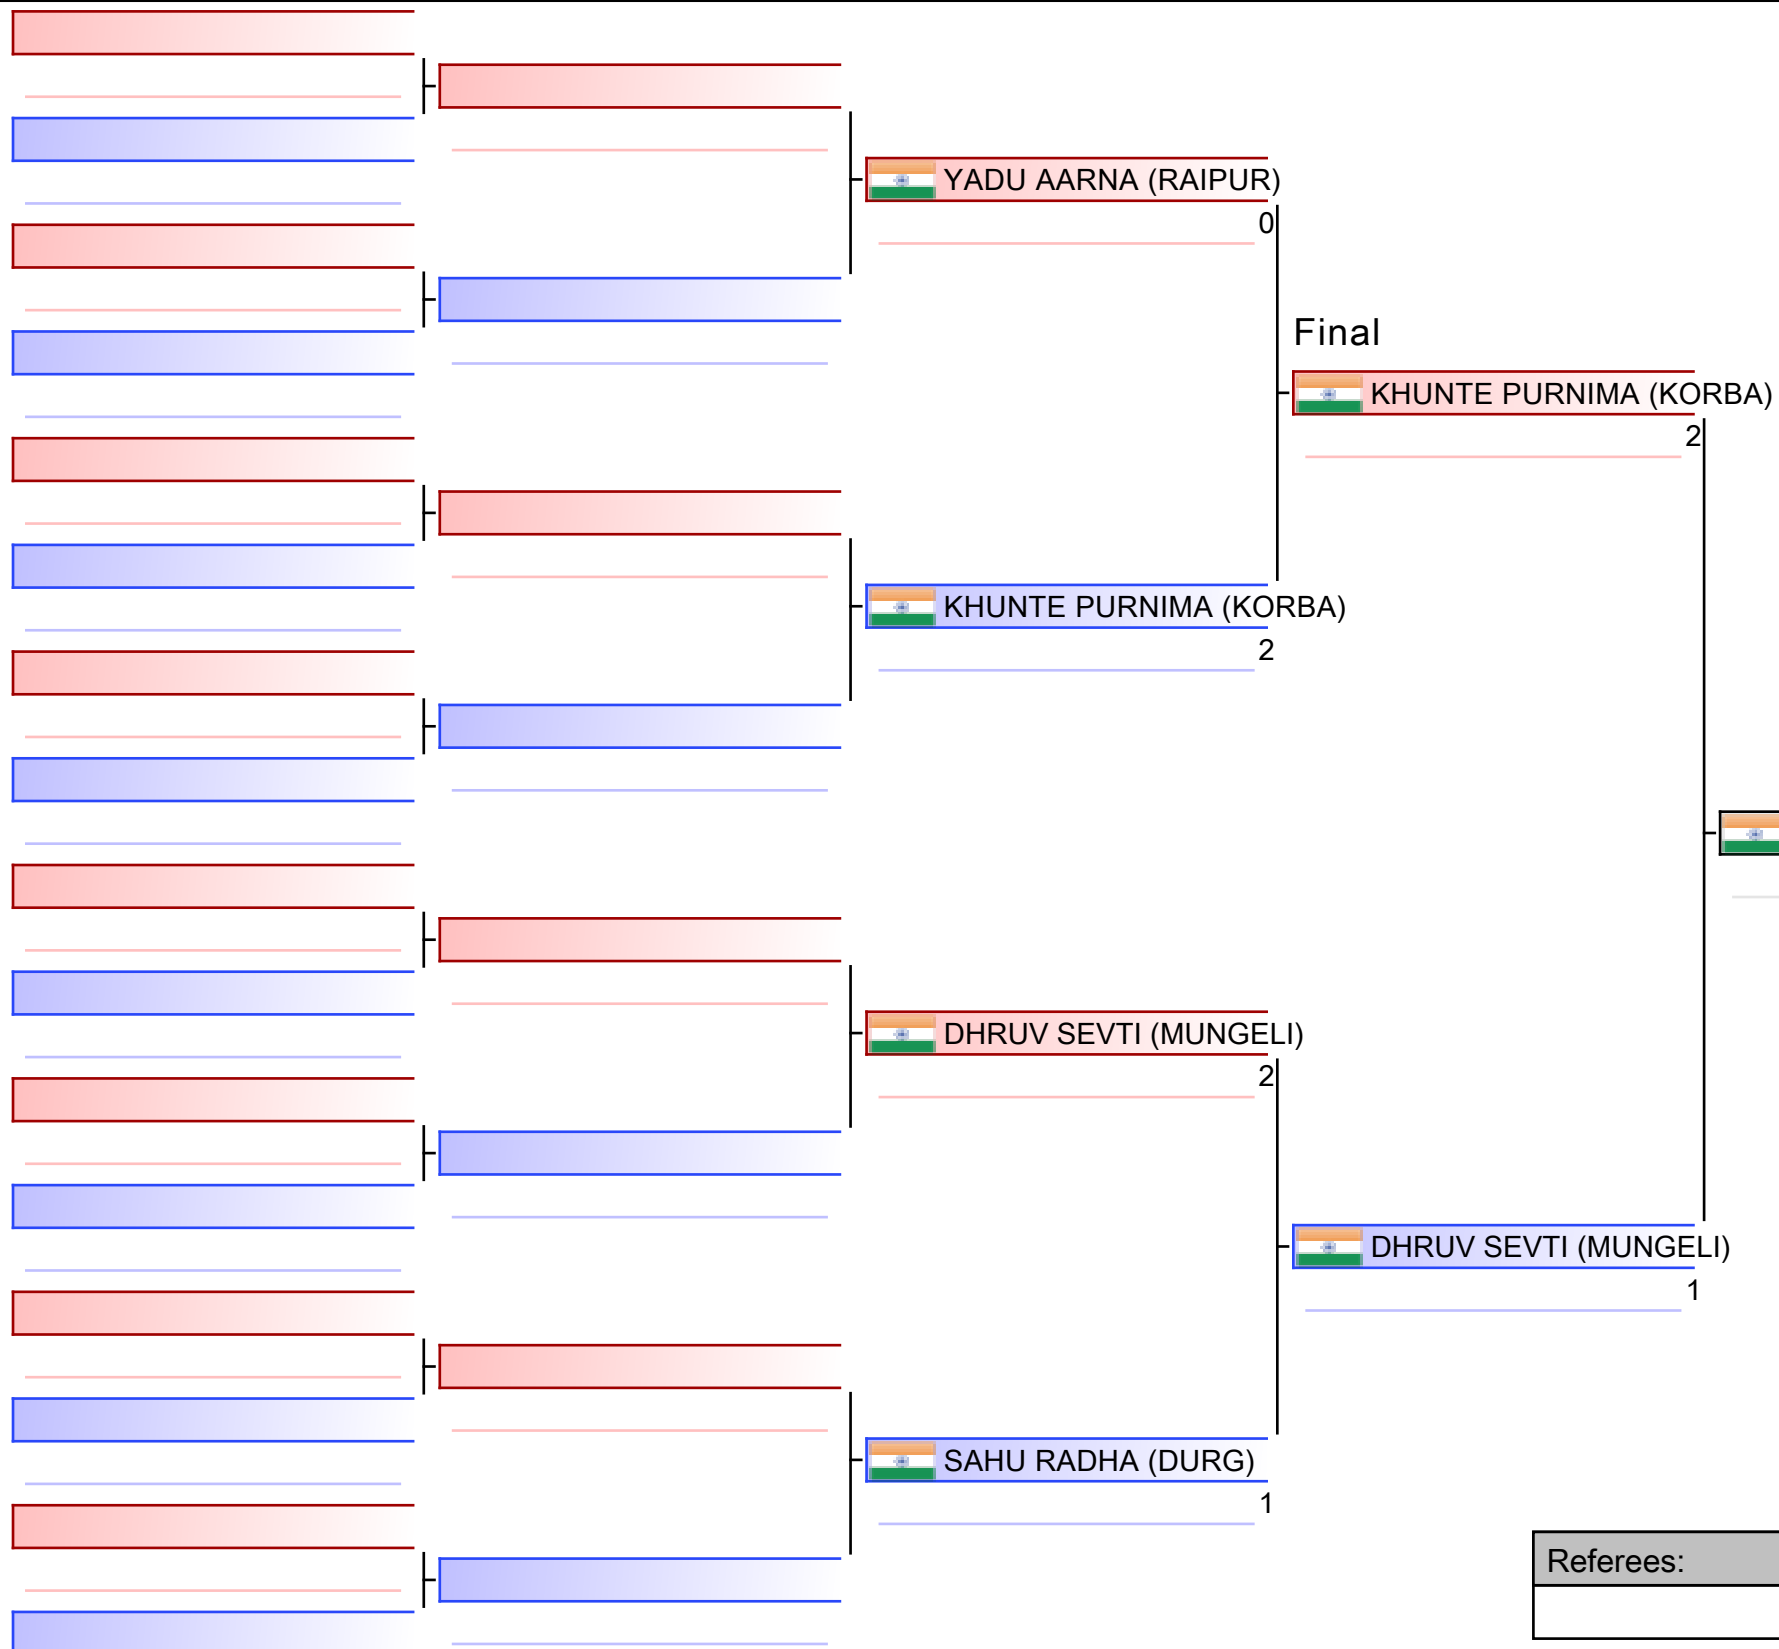 YADU AARNA (RAIPUR)
0
Final
KHUNTE PURNIMA (KORBA)
2
KHUNTE PURNIMA (KORBA)
2
DHRUV SEVTI (MUNGELI)
2
DHRUV SEVTI (MUNGELI)
1
SAHU RADHA (DURG)
1
Referees: